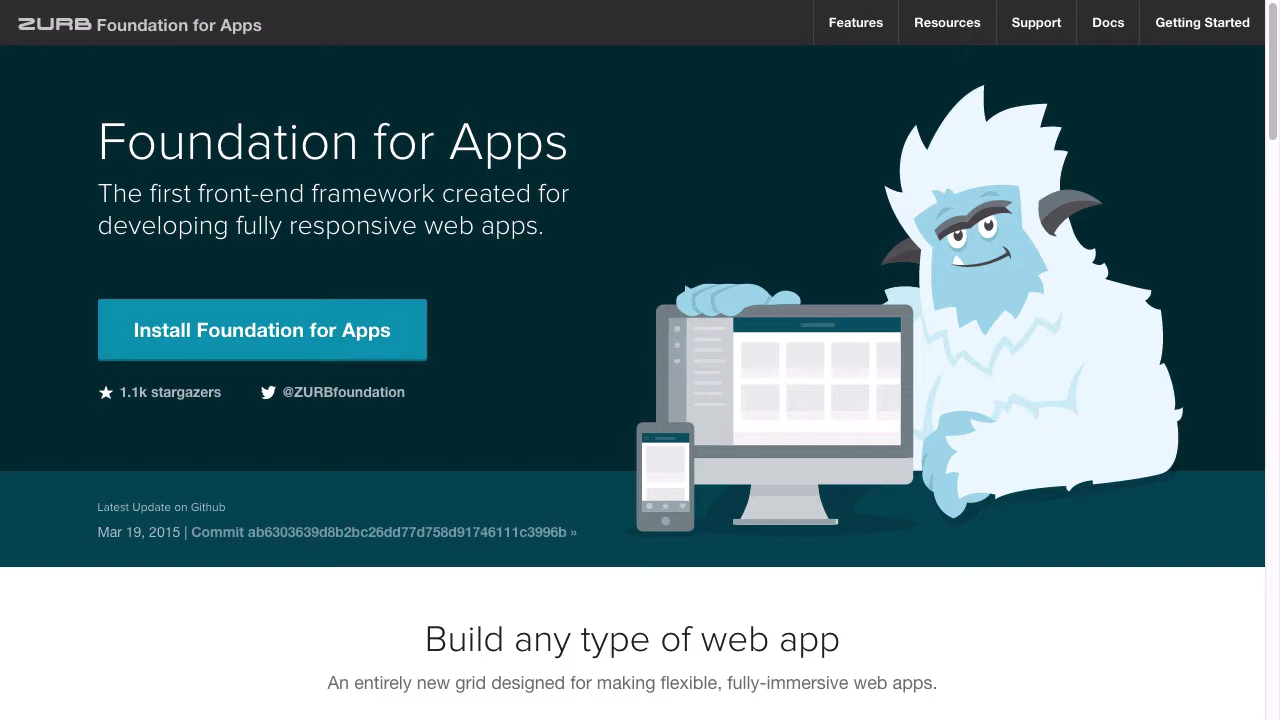 ZURB Foundation for Apps
Features
Resources
Support
Docs
Getting Started
Foundation for Apps
The first front-end framework created for
developing fully responsive web apps.
Install Foundation for Apps
1.1k stargazers
@ZURBfoundation
Latest Update on Github
Mar 19, 2015 | Commit ab6303639d8b2bc26dd77d758d91746111c3996b »
Build any type of web app
An entirely new grid designed for making flexible, fully-immersive web apps.